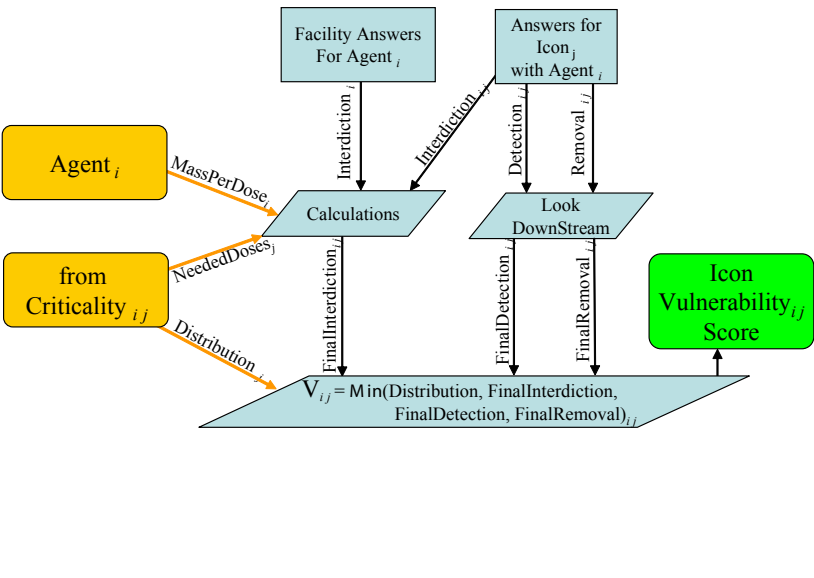 Facility Answers
For Agent i
Answers for
Icon j
with Agent i
Interdiction i
Interdiction i j
Detection i j
Removal i j
Agent i
MassPerDose i
Calculations
Look
DownStream
from
Criticality i j
NeededDoses j
Distribution j
FinalInterdiction i j
FinalDetection i j
FinalRemoval i j
Icon
Vulnerability i j
Score
V i j = Min(Distribution, FinalInterdiction,
FinalDetection, FinalRemoval) i j